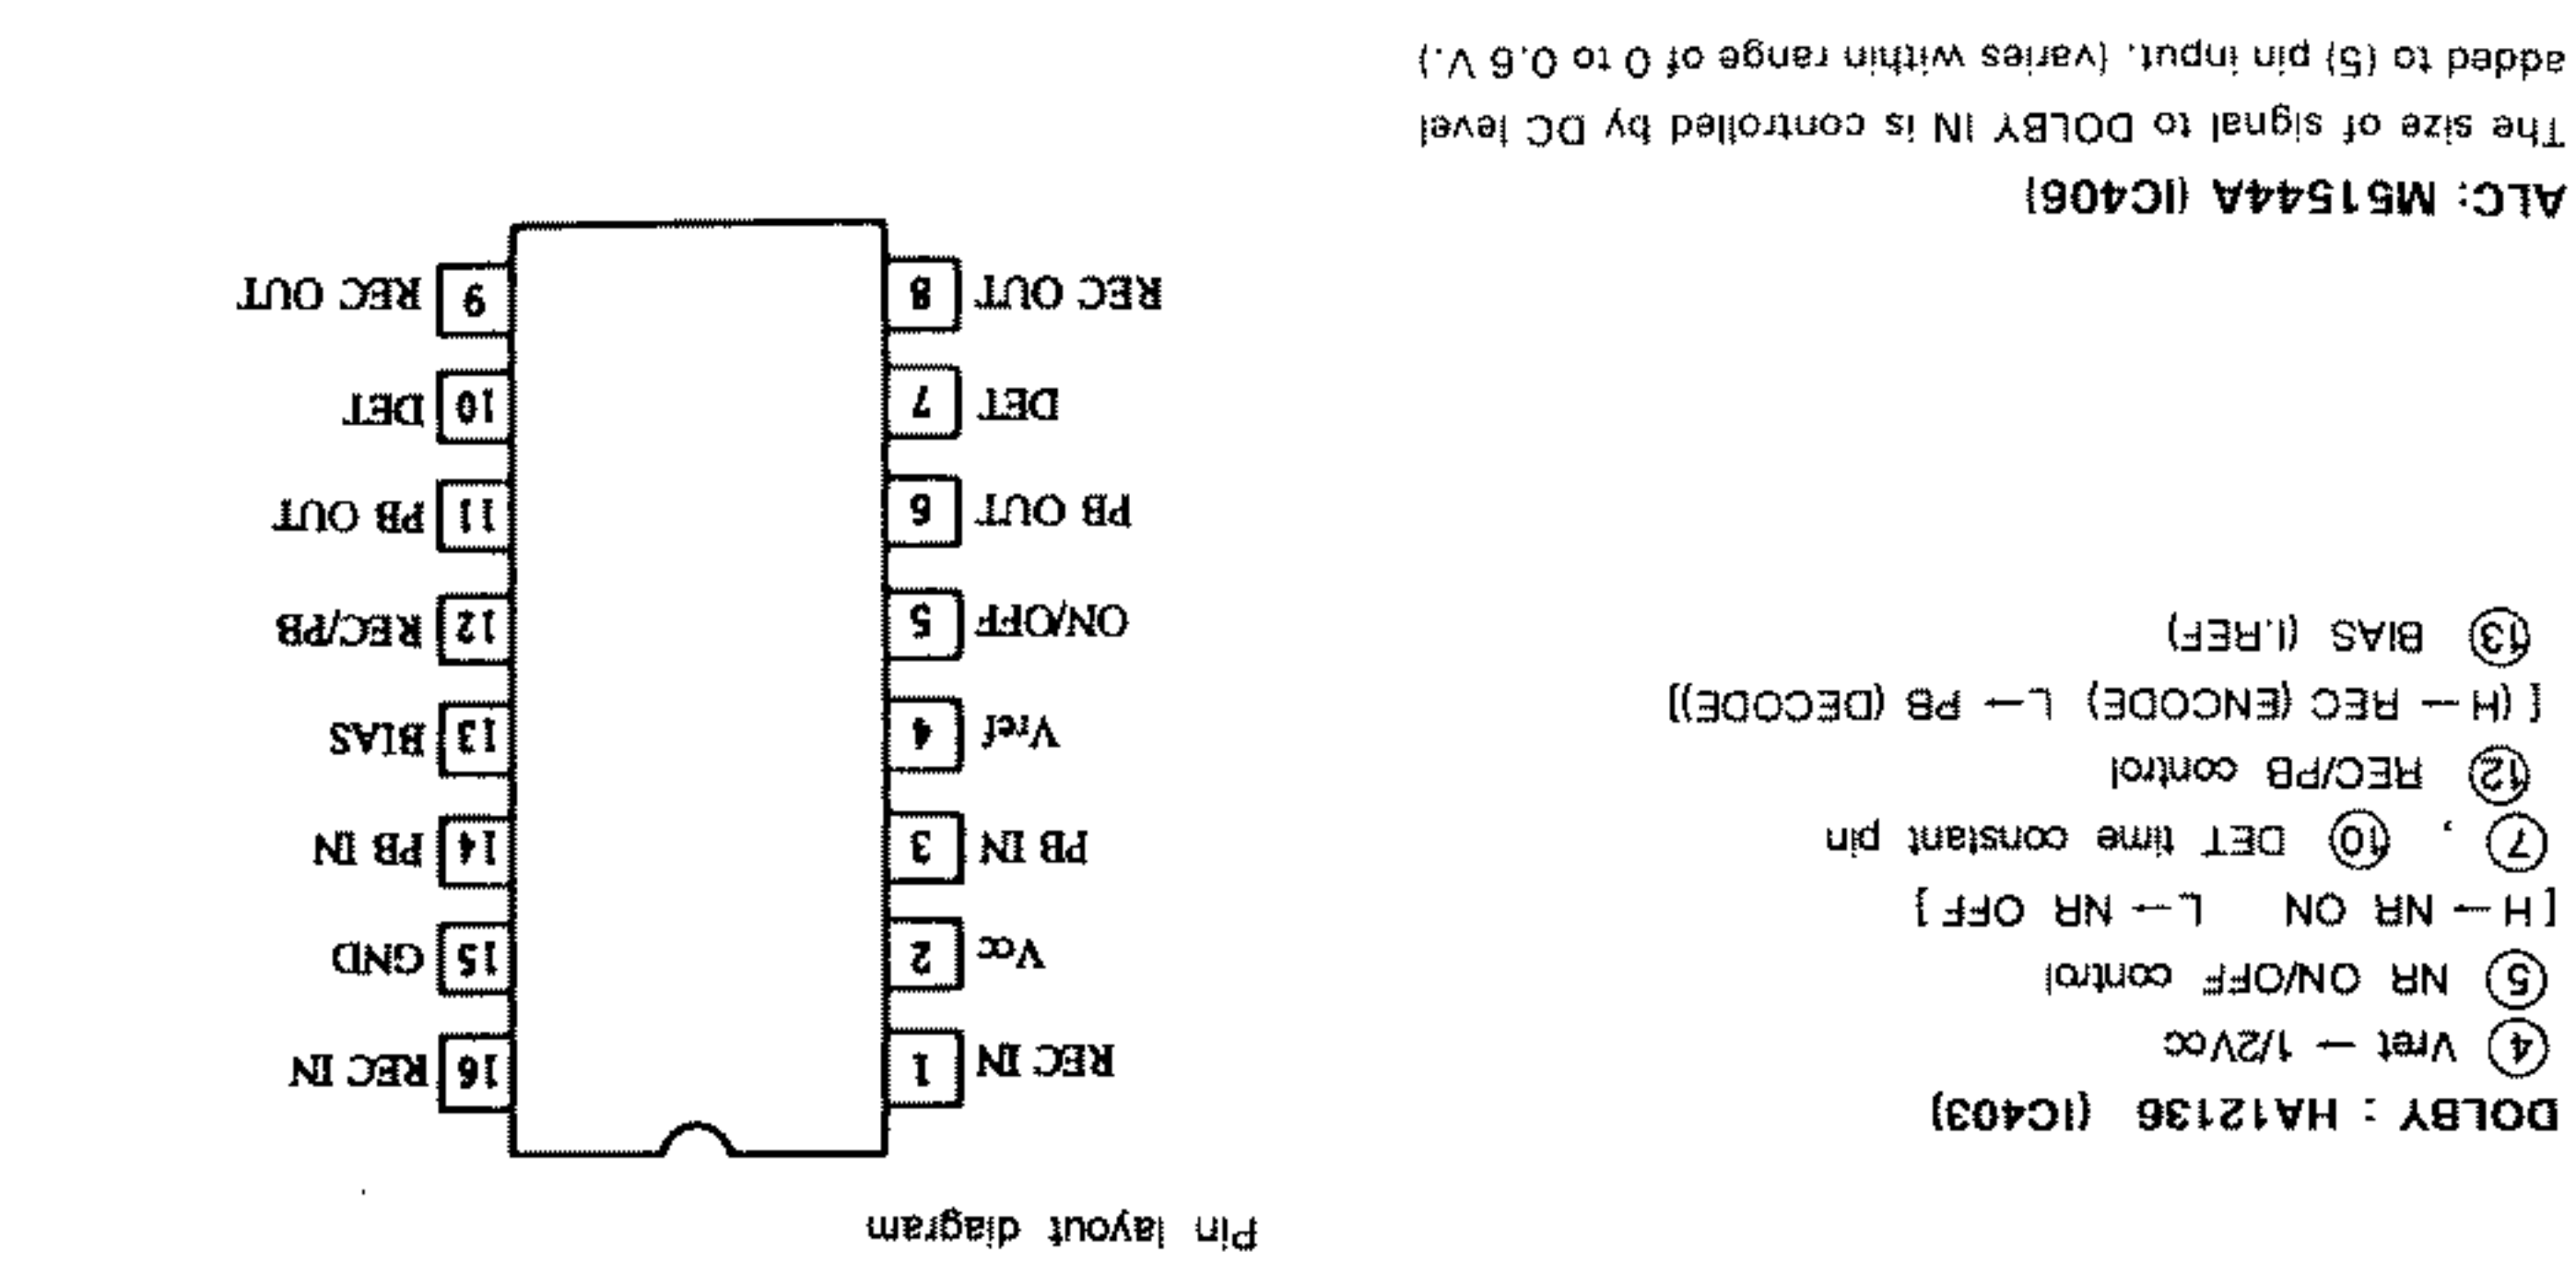 DOLBY : HA12136 (IC403)
④ Vret → 1/2Vcc
⑤ NR ON/OFF control
[ H → NR ON L → NR OFF ]
⑦ , ⑩ DET time constant pin
⑫ REC/PB control
[ (H → REC (ENCODE) L → PB (DECODE))]
⑬ BIAS (I.REF)
ALC: M51544A (IC406)
The size of signal to DOLBY IN is controlled by DC level
added to (5) pin input. (varies within range of 0 to 0.6 V.)
Pin layout diagram
REC IN 1 16 REC IN
Vcc 2 15 GND
PB IN 3 14 PB IN
Vref 4 13 BIAS
ON/OFF 5 12 REC/PB
PB OUT 6 11 PB OUT
DET 7 10 DET
REC OUT 8 9 REC OUT